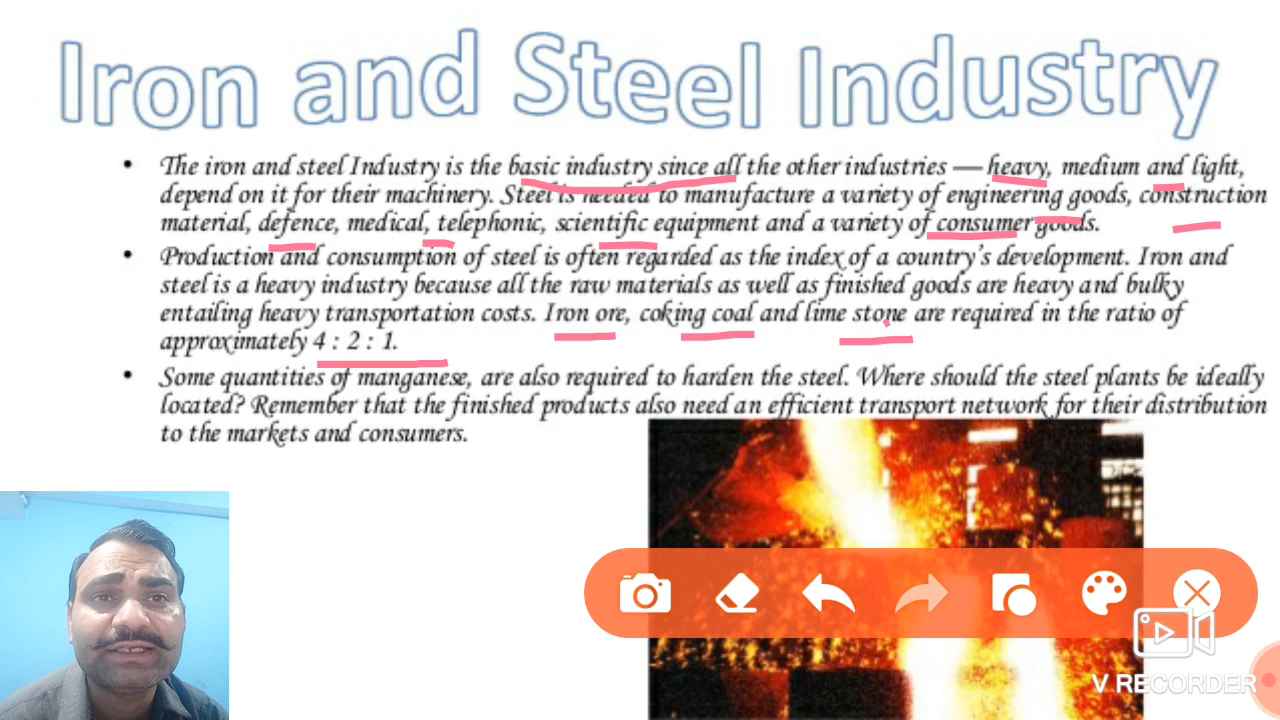 Iron and Steel Industry
• The iron and steel Industry is the basic industry since all the other industries — heavy, medium and light,
depend on it for their machinery. Steel is needed to manufacture a variety of engineering goods, construction
material, defence, medical, telephonic, scientific equipment and a variety of consumer goods.
• Production and consumption of steel is often regarded as the index of a country's development. Iron and
steel is a heavy industry because all the raw materials as well as finished goods are heavy and bulky
entailing heavy transportation costs. Iron ore, coking coal and lime stone are required in the ratio of
approximately 4 : 2 : 1.
• Some quantities of manganese, are also required to harden the steel. Where should the steel plants be ideally
located? Remember that the finished products also need an efficient transport network for their distribution
to the markets and consumers.
V RECORDER